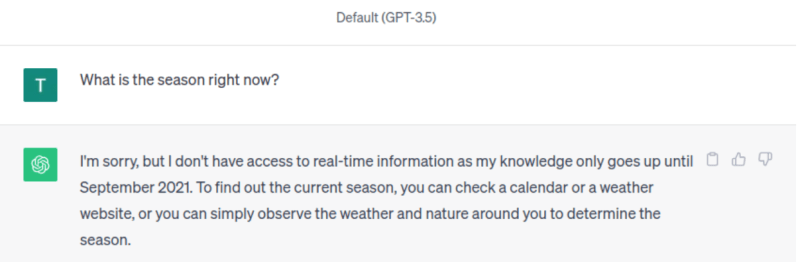 Default (GPT-3.5)
T
What is the season right now?
I'm sorry, but I don't have access to real-time information as my knowledge only goes up until
September 2021. To find out the current season, you can check a calendar or a weather
website, or you can simply observe the weather and nature around you to determine the
season.